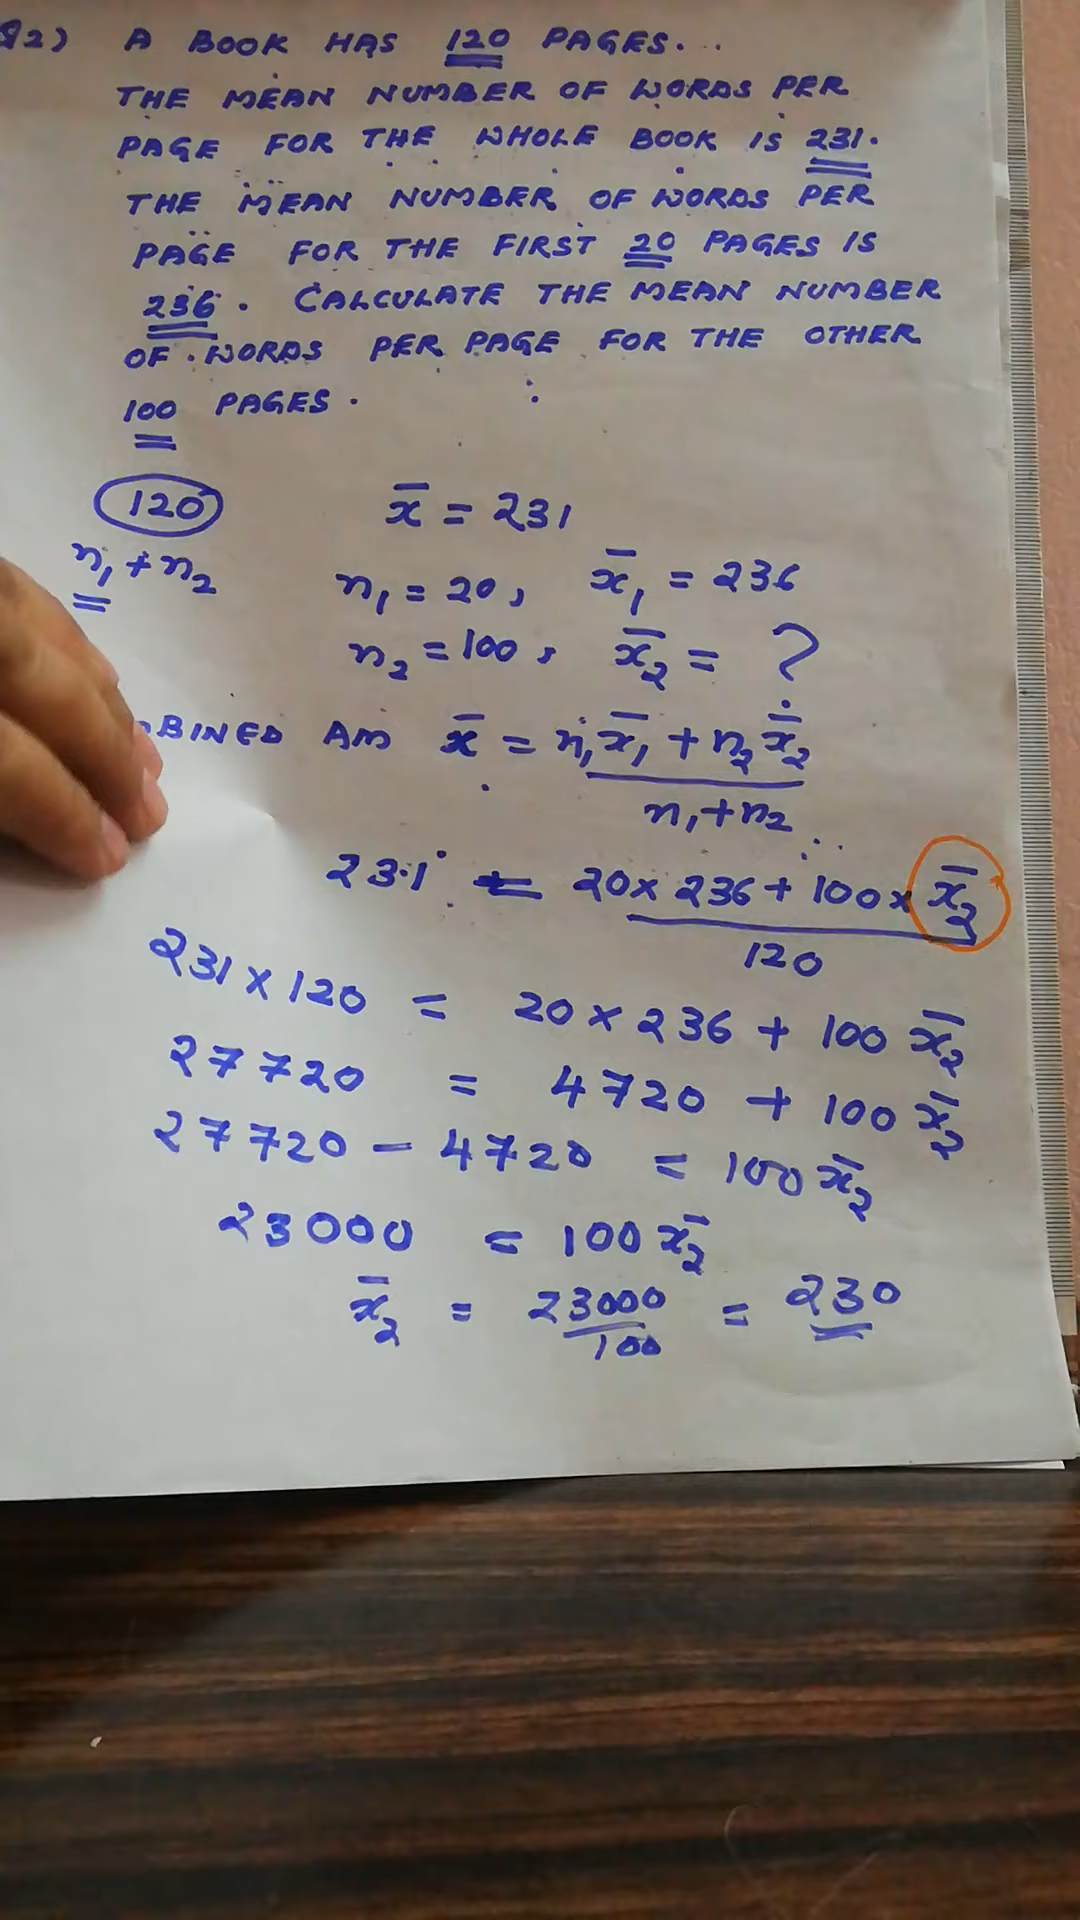 Q2) A BOOK HAS 120 PAGES...
THE MEAN NUMBER OF WORDS PER
PAGE FOR THE WHOLE BOOK IS 231.
THE MEAN NUMBER OF WORDS PER
PAGE FOR THE FIRST 20 PAGES IS
236. CALCULATE THE MEAN NUMBER
OF WORDS PER PAGE FOR THE OTHER
100 PAGES.
120 x̄ = 231
n₁ + n₂ n₁ = 20, x̄₁ = 236
n₂ = 100, x̄₂ = ?
BINED AM x̄ = n₁x̄₁ + n₂x̄₂
n₁+n₂
231 = 20 × 236 + 100 × x̄₂
120
231 × 120 = 20 × 236 + 100 x̄₂
27720 = 4720 + 100 x̄₂
27720 - 4720 = 100 x̄₂
23000 = 100 x̄₂
x̄₂ = 23000 = 230
100